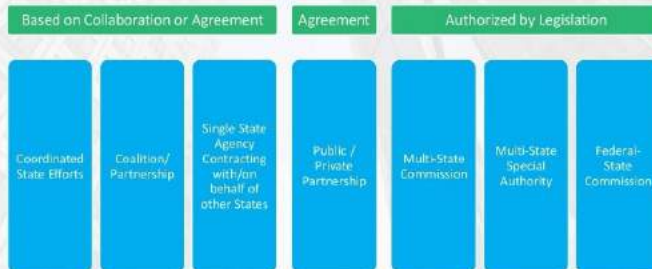 Based on Collaboration or Agreement
Agreement
Authorized by Legislation
Coordinated
State Efforts
Coalition/
Partnership
Single State
Agency
Contracting
with/on
behalf of
other States
Public /
Private
Partnership
Multi-State
Commission
Multi-State
Special
Authority
Federal-
State
Commission